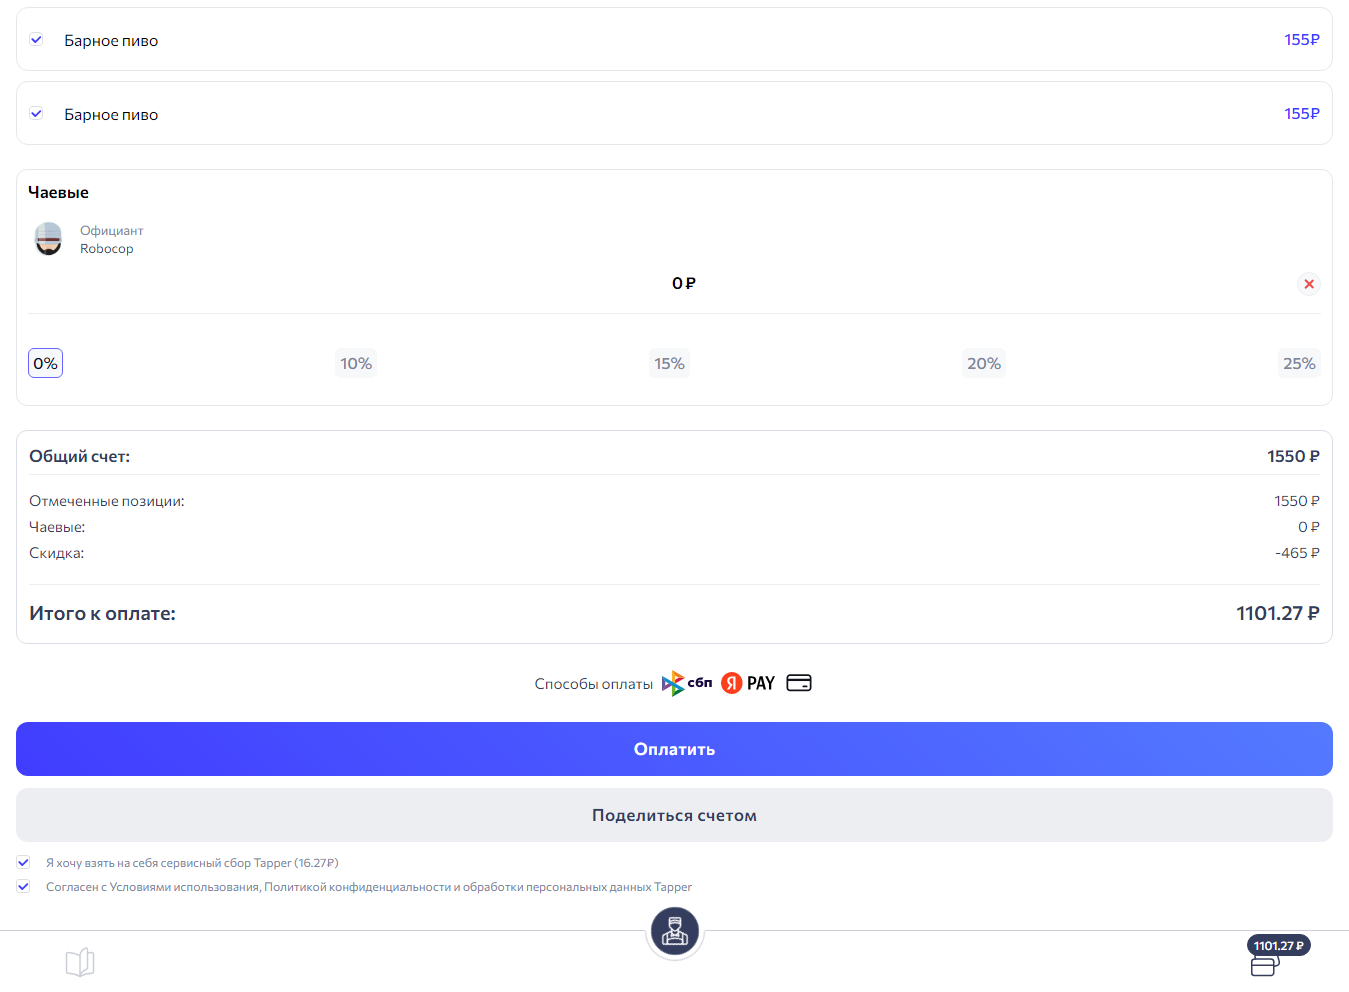 Барное пиво 155₽
Барное пиво 155₽
Чаевые
Официант
Robocop
0 ₽
0% 10% 15% 20% 25%
Общий счет: 1550 ₽
Отмеченные позиции: 1550 ₽
Чаевые: 0 ₽
Скидка: -465 ₽
Итого к оплате: 1101.27 ₽
Способы оплаты сбп Я PAY
Оплатить
Поделиться счетом
Я хочу взять на себя сервисный сбор Tapper (16.27₽)
Согласен с Условиями использования, Политикой конфиденциальности и обработки персональных данных Tapper
1101.27 ₽